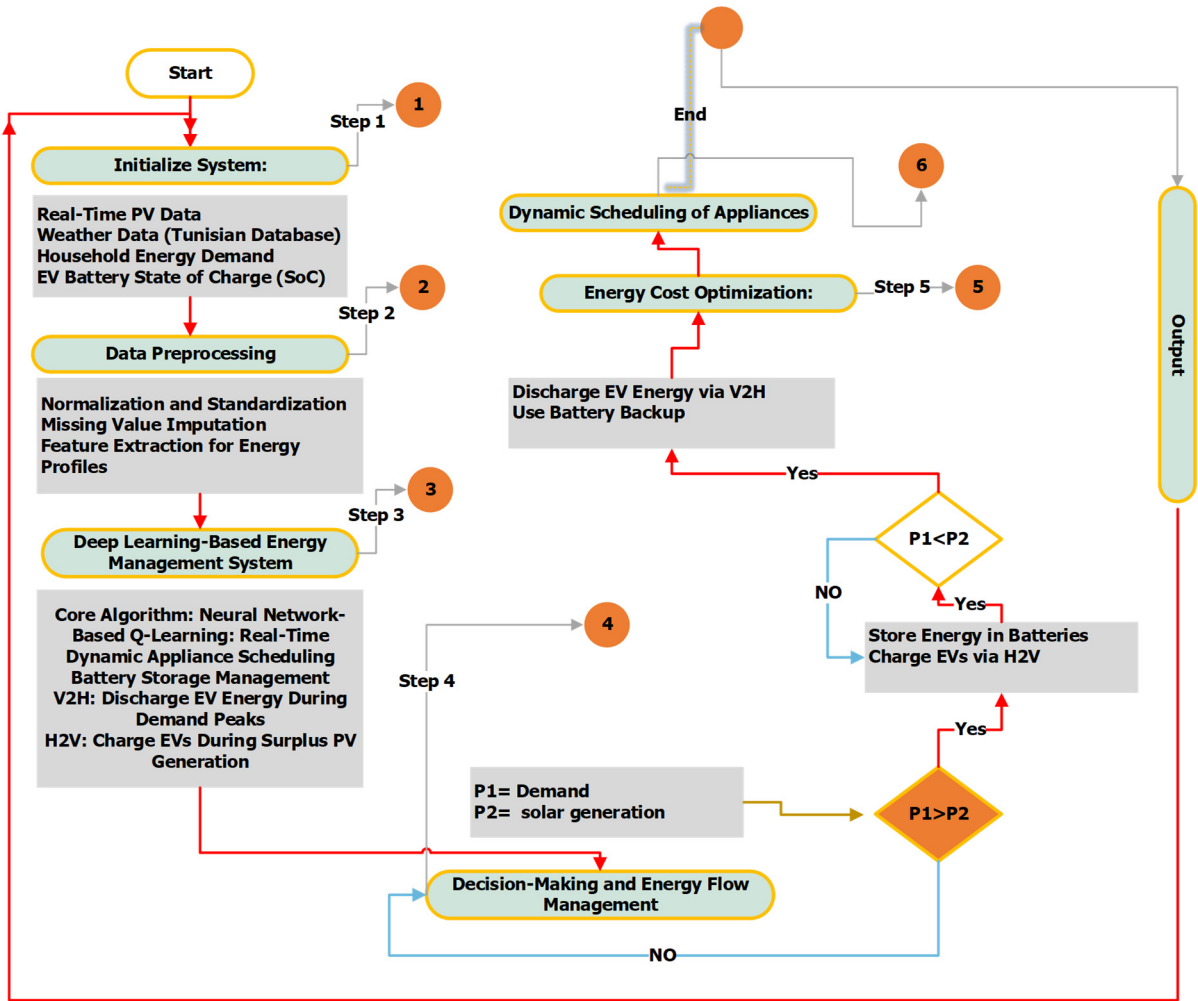 Start
Step 1
1
Initialize System:
Real-Time PV Data
Weather Data (Tunisian Database)
Household Energy Demand
EV Battery State of Charge (SoC)
Step 2
2
Data Preprocessing
Normalization and Standardization
Missing Value Imputation
Feature Extraction for Energy
Profiles
Step 3
3
Deep Learning-Based Energy
Management System
Core Algorithm: Neural Network-
Based Q-Learning: Real-Time
Dynamic Appliance Scheduling
Battery Storage Management
V2H: Discharge EV Energy During
Demand Peaks
H2V: Charge EVs During Surplus PV
Generation
Step 4
4
Decision-Making and Energy Flow
Management
P1= Demand
P2= solar generation
P1>P2
NO
Yes
Store Energy in Batteries
Charge EVs via H2V
Yes
NO
P1<P2
Yes
Discharge EV Energy via V2H
Use Battery Backup
Energy Cost Optimization:
Step 5
5
Dynamic Scheduling of Appliances
6
End
Output